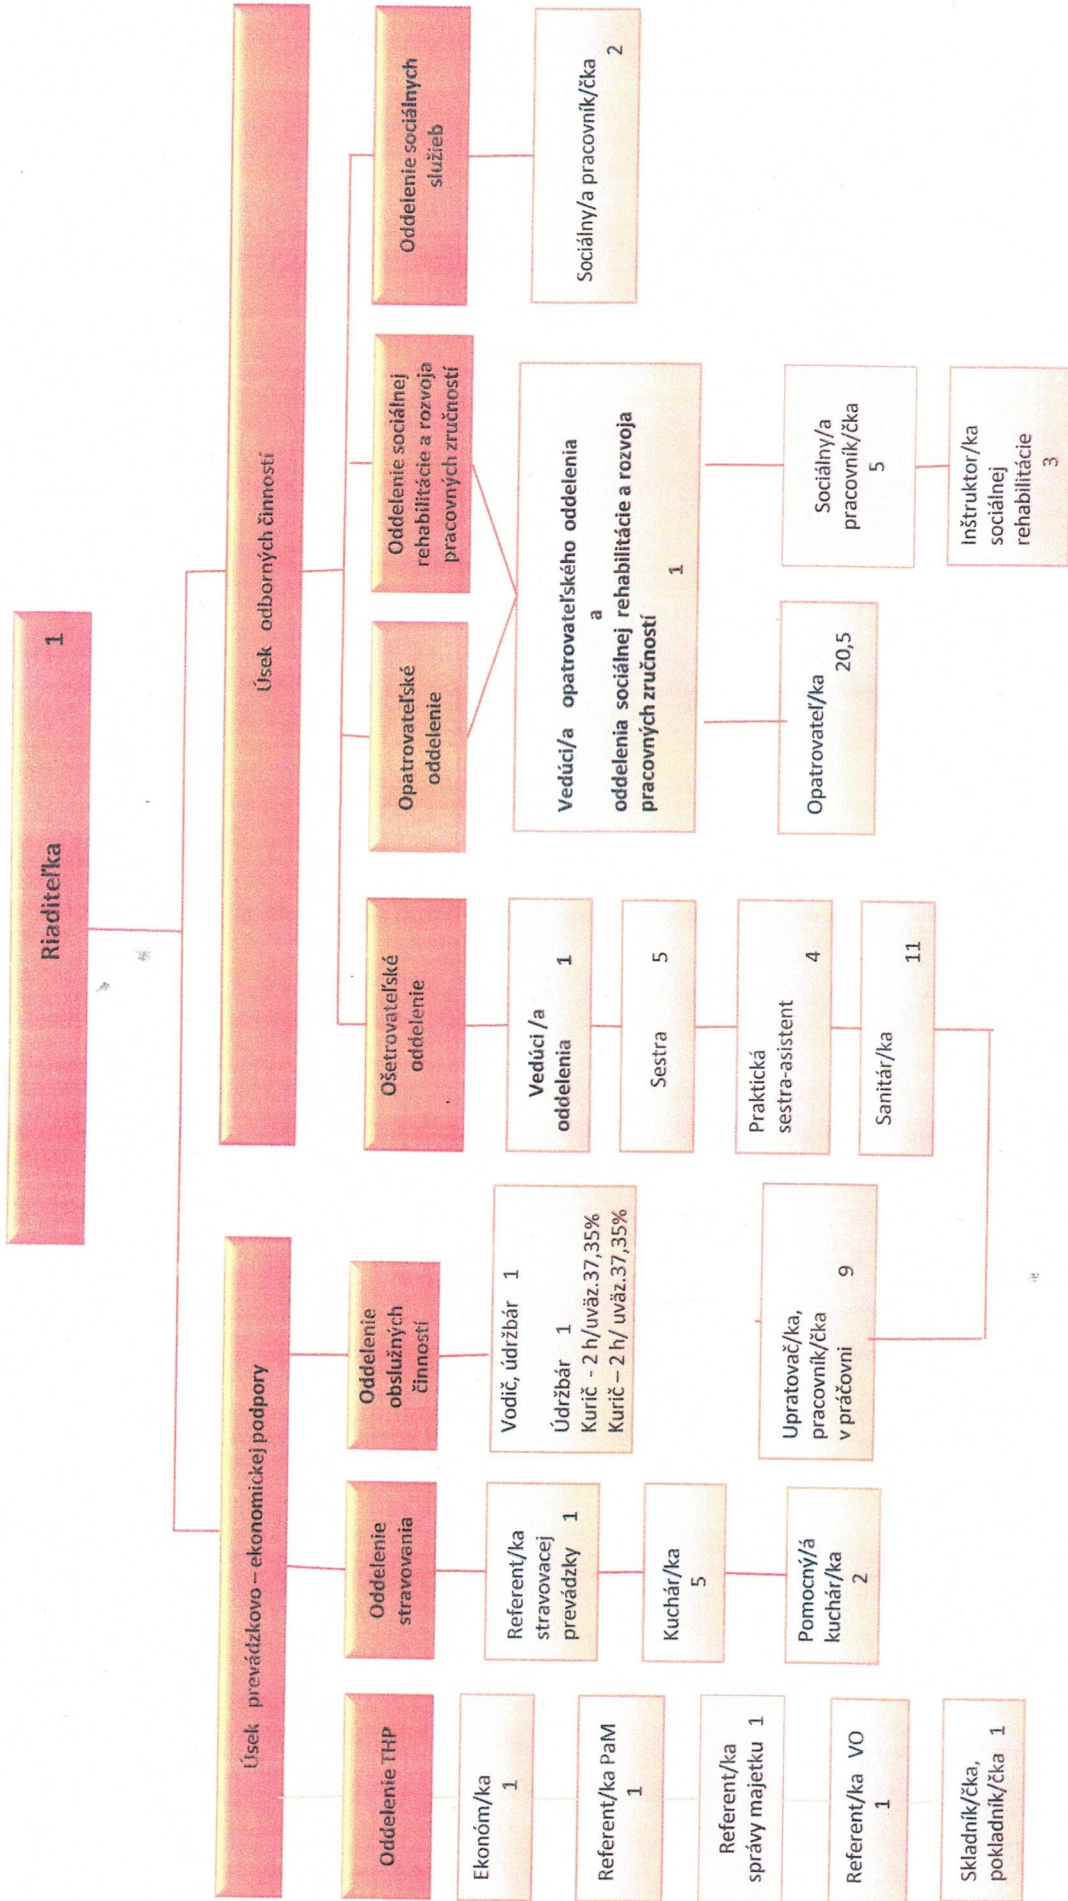 Riaditeľka 1
Úsek prevádzkovo – ekonomickej podpory
Úsek odborných činností
Oddelenie THP
Oddelenie
stravovania
Oddelenie
obslužných
činností
Ošetrovateľské
oddelenie
Opatrovateľské
oddelenie
Oddelenie sociálnej
rehabilitácie a rozvoja
pracovných zručností
Oddelenie sociálnych
služieb
Ekonóm/ka
1
Referent/ka PaM
1
Referent/ka
správy majetku 1
Referent/ka VO
1
Skladník/čka,
pokladník/čka 1
Referent/ka
stravovacej
prevádzky 1
Kuchár/ka
5
Pomocný/á
kuchár/ka
2
Vodič, údržbár 1
Údržbár 1
Kurič - 2 h/uväz.37,35%
Kurič – 2 h/ uväz.37,35%
Upratovač/ka,
pracovník/čka
v práčovni 9
Vedúci /a
oddelenia 1
Sestra 5
Praktická
sestra-asistent
4
Sanitár/ka
11
Vedúci/a opatrovateľského oddelenia
a
oddelenia sociálnej rehabilitácie a rozvoja
pracovných zručností
1
Opatrovateľ/ka
20,5
Sociálny/a
pracovník/čka
5
Inštruktor/ka
sociálnej
rehabilitácie
3
Sociálny/a pracovník/čka
2